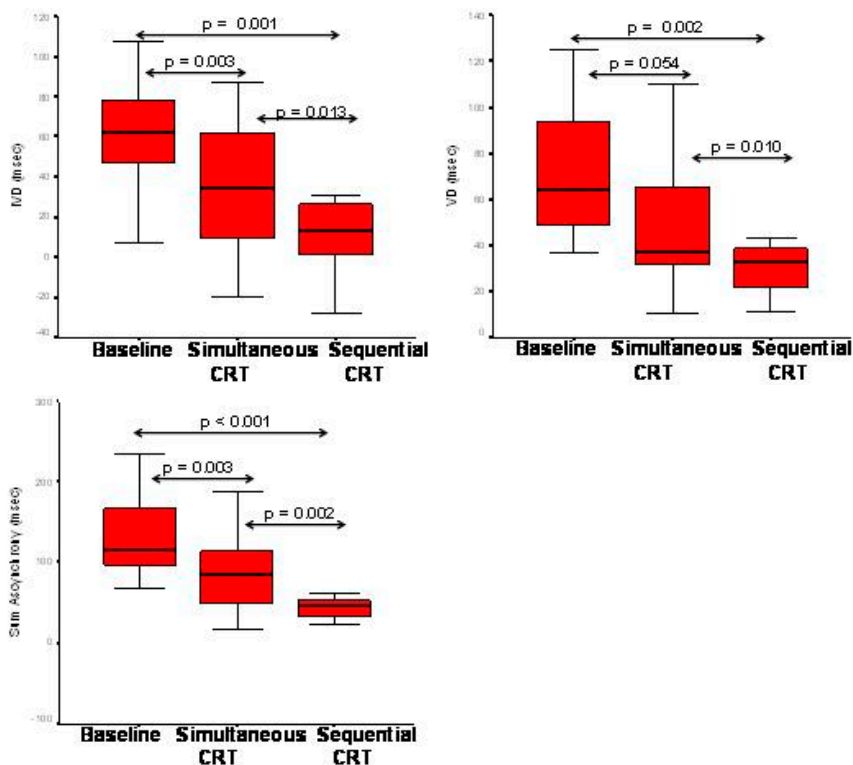 120
p = 0.001
100
p = 0.003
80
p = 0.013
60
40
20
0
-20
-40
IVD (msec)
Baseline Simultaneous Sequential
CRT CRT
140
p = 0.002
120
p = 0.054
100
80
p = 0.010
60
40
20
0
VD (msec)
Baseline Simultaneous Sequential
CRT CRT
300
p < 0.001
200
p = 0.003
p = 0.002
100
0
-100
Sum Asynchrony (msec)
Baseline Simultaneous Sequential
CRT CRT